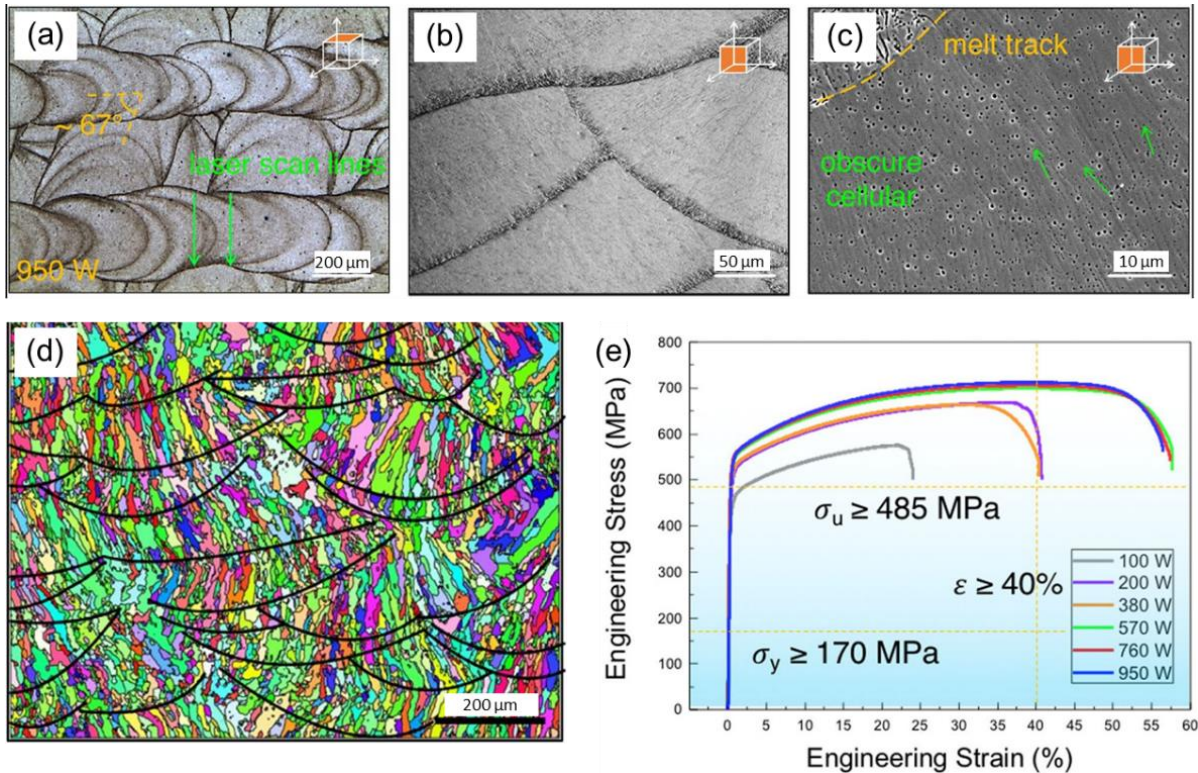 (a)
~ 67°
laser scan lines
950 W
200 µm
(b)
50 µm
(c)
melt track
obscure
cellular
10 µm
(d)
200 µm
(e)
Engineering Stress (MPa)
800
700
600
500
400
300
200
100
0
σu ≥ 485 MPa
ε ≥ 40%
σy ≥ 170 MPa
100 W
200 W
380 W
570 W
760 W
950 W
0 5 10 15 20 25 30 35 40 45 50 55 60
Engineering Strain (%)